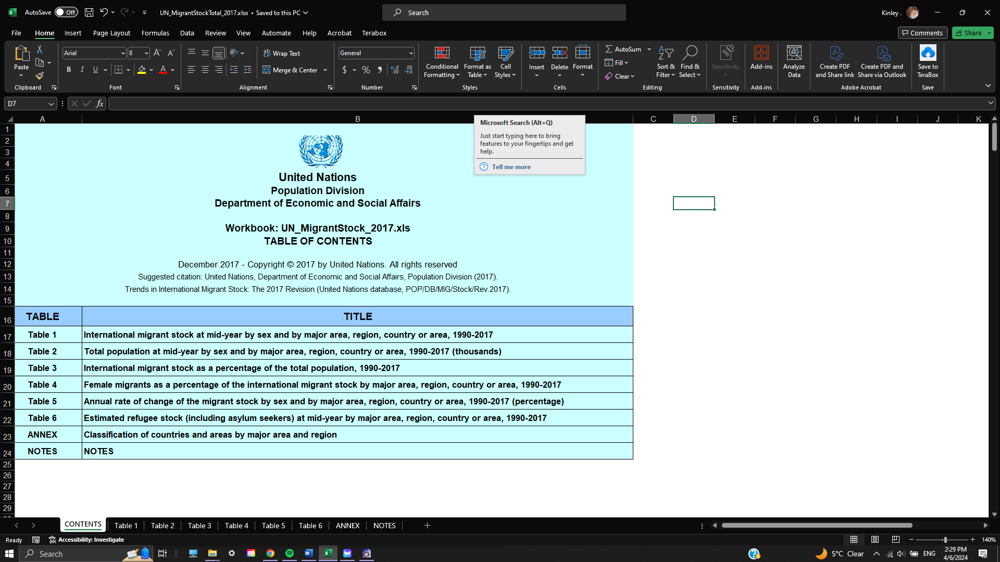 AutoSave Off UN_MigrantStockTotal_2017.xlsx • Saved to this PC Search Kinley .
File Home Insert Page Layout Formulas Data Review View Automate Help Acrobat Terabox Comments Share
Paste Arial 8 Wrap Text General Conditional Formatting Format as Table Cell Styles Insert Delete Format AutoSum Sort & Filter Find & Select Sensitivity Add-ins Analyze Data Create PDF and Share link Create PDF and Share via Outlook Save to TeraBox
B I U A Merge & Center $ % 9 Fill Clear
Clipboard Font Alignment Number Styles Cells Editing Sensitivity Add-ins Adobe Acrobat Save
D7 fx
A B C D E F G H I J K
Microsoft Search (Alt+Q)
Just start typing here to bring
features to your fingertips and get
help.
Tell me more
1
2
3
4
5 United Nations
6 Population Division
7 Department of Economic and Social Affairs
8
9 Workbook: UN_MigrantStock_2017.xls
10 TABLE OF CONTENTS
11
12 December 2017 - Copyright © 2017 by United Nations. All rights reserved
13 Suggested citation: United Nations, Department of Economic and Social Affairs, Population Division (2017).
14 Trends in International Migrant Stock: The 2017 Revision (United Nations database, POP/DB/MIG/Stock/Rev.2017).
15
16 TABLE TITLE
17 Table 1 International migrant stock at mid-year by sex and by major area, region, country or area, 1990-2017
18 Table 2 Total population at mid-year by sex and by major area, region, country or area, 1990-2017 (thousands)
19 Table 3 International migrant stock as a percentage of the total population, 1990-2017
20 Table 4 Female migrants as a percentage of the international migrant stock by major area, region, country or area, 1990-2017
21 Table 5 Annual rate of change of the migrant stock by sex and by major area, region, country or area, 1990-2017 (percentage)
22 Table 6 Estimated refugee stock (including asylum seekers) at mid-year by major area, region, country or area, 1990-2017
23 ANNEX Classification of countries and areas by major area and region
24 NOTES NOTES
25
26
27
28
29
CONTENTS Table 1 Table 2 Table 3 Table 4 Table 5 Table 6 ANNEX NOTES
Ready Accessibility: Investigate 140%
Search 5°C Clear ENG 2:29 PM
4/6/2024